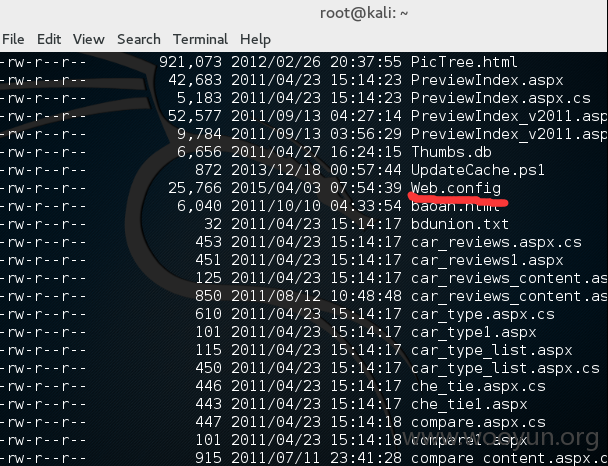 root@kali: ~
File Edit View Search Terminal Help
-rw-r--r-- 921,073 2012/02/26 20:37:55 PicTree.html
-rw-r--r-- 42,683 2011/04/23 15:14:23 PreviewIndex.aspx
-rw-r--r-- 5,183 2011/04/23 15:14:23 PreviewIndex.aspx.cs
-rw-r--r-- 52,577 2011/09/13 04:27:14 PreviewIndex_v2011.asp
-rw-r--r-- 9,784 2011/09/13 03:56:29 PreviewIndex_v2011.asp
-rw-r--r-- 6,656 2011/04/27 16:24:15 Thumbs.db
-rw-r--r-- 872 2013/12/18 00:57:44 UpdateCache.ps1
-rw-r--r-- 25,766 2015/04/03 07:54:39 Web.config
-rw-r--r-- 6,040 2011/10/10 04:33:54 baoan.html
-rw-r--r-- 32 2011/04/23 15:14:17 bdunion.txt
-rw-r--r-- 453 2011/04/23 15:14:17 car_reviews.aspx.cs
-rw-r--r-- 451 2011/04/23 15:14:17 car_reviews1.aspx
-rw-r--r-- 125 2011/04/23 15:14:17 car_reviews_content.as
-rw-r--r-- 850 2011/08/12 10:48:48 car_reviews_content.as
-rw-r--r-- 610 2011/04/23 15:14:17 car_type.aspx.cs
-rw-r--r-- 101 2011/04/23 15:14:17 car_type1.aspx
-rw-r--r-- 115 2011/04/23 15:14:17 car_type_list.aspx
-rw-r--r-- 450 2011/04/23 15:14:17 car_type_list.aspx.cs
-rw-r--r-- 446 2011/04/23 15:14:17 che_tie.aspx.cs
-rw-r--r-- 443 2011/04/23 15:14:17 che_tie1.aspx
-rw-r--r-- 447 2011/04/23 15:14:17 compare.aspx.cs
-rw-r--r-- 101 2011/04/23 15:14:17 compare1.aspx
-rw-r--r-- 915 2011/07/11 23:41:28 compare_content.aspx.c
www.wooyun.org